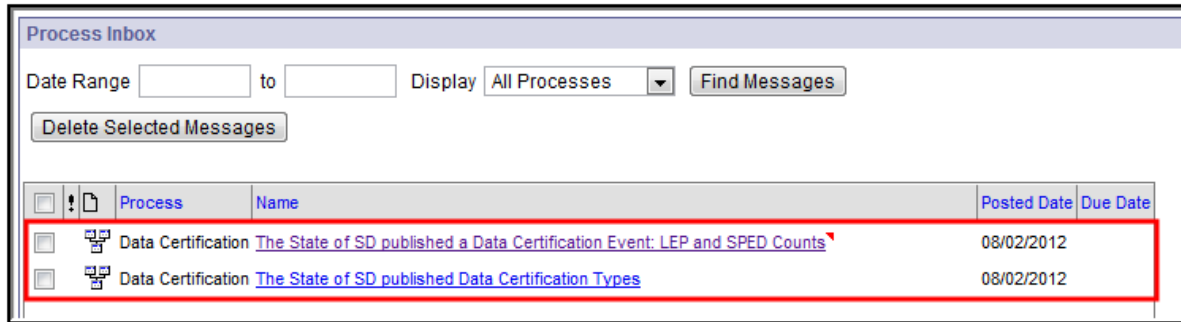 Process Inbox
Date Range to Display All Processes Find Messages
Delete Selected Messages
Process Name Posted Date Due Date
Data Certification The State of SD published a Data Certification Event: LEP and SPED Counts 08/02/2012
Data Certification The State of SD published Data Certification Types 08/02/2012